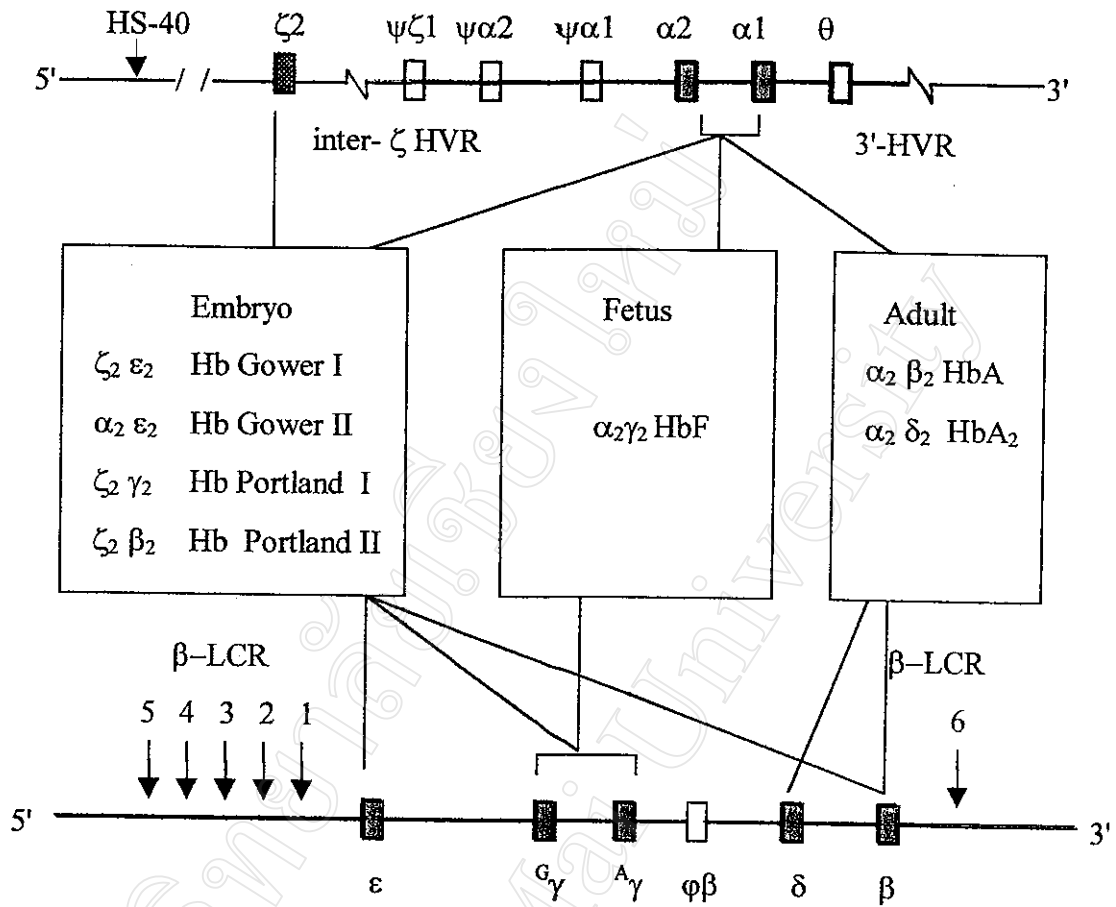 HS-40 ζ2 ψζ1 ψα2 ψα1 α2 α1 θ
5' 3'
inter- ζ HVR 3'-HVR
Embryo
ζ₂ ε₂ Hb Gower I
α₂ ε₂ Hb Gower II
ζ₂ γ₂ Hb Portland I
ζ₂ β₂ Hb Portland II
Fetus
α₂γ₂ HbF
Adult
α₂ β₂ HbA
α₂ δ₂ HbA₂
β–LCR β–LCR
5 4 3 2 1 6
5' 3'
ε ᴳγ ᴬγ φβ δ β
Mai University